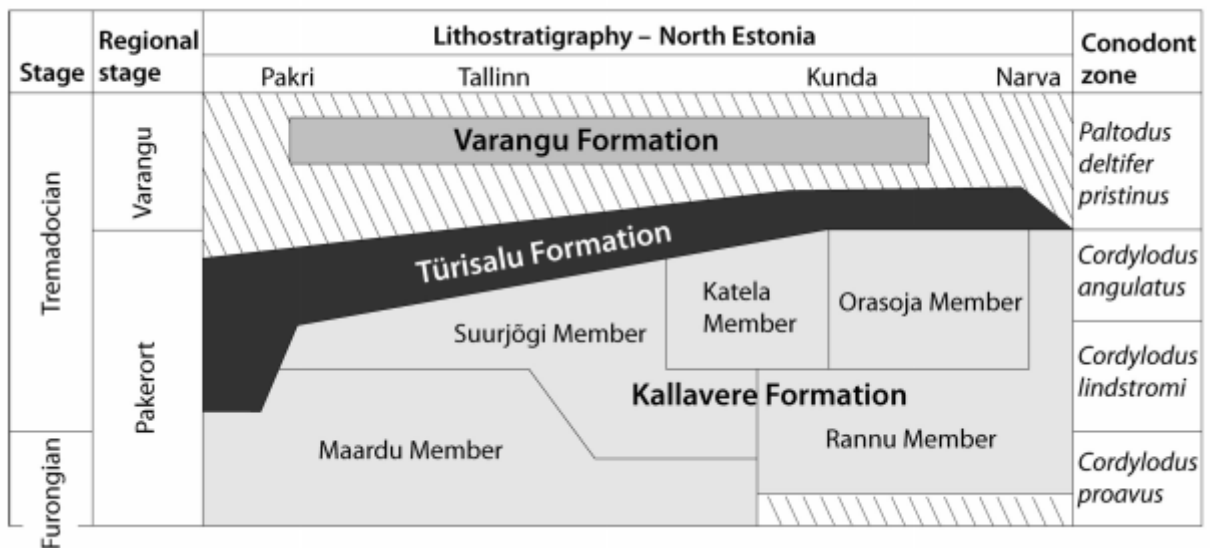 Lithostratigraphy – North Estonia
Stage
Regional
stage
Conodont
zone
Pakri
Tallinn
Kunda
Narva
Tremadocian
Furongian
Varangu
Pakerort
Varangu Formation
Türisalu Formation
Katela
Member
Orasoja Member
Suurjõgi Member
Kallavere Formation
Maardu Member
Rannu Member
Paltodus
deltifer
pristinus
Cordylodus
angulatus
Cordylodus
lindstromi
Cordylodus
proavus